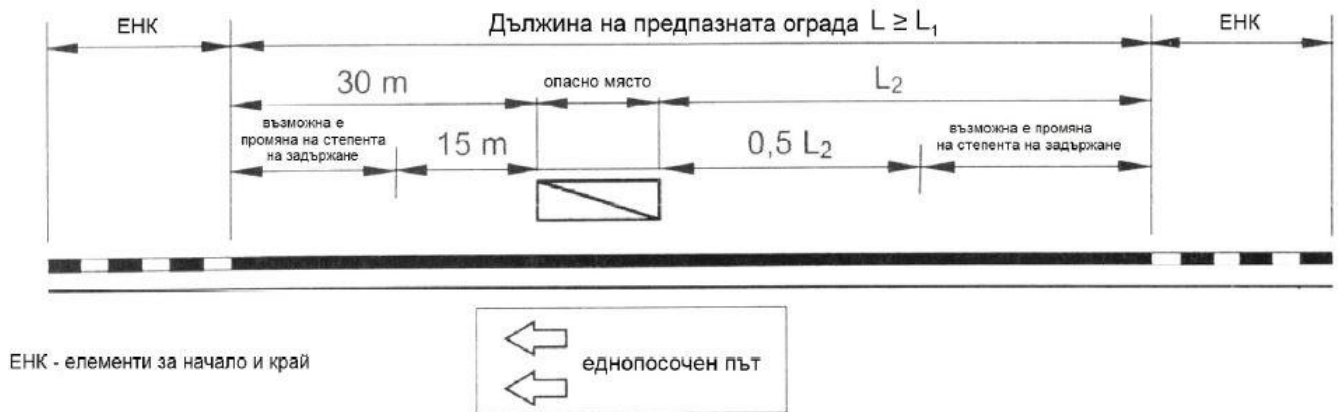 ЕНК
Дължина на предпазната ограда L ≥ L₁
ЕНК
30 m
опасно място
L₂
възможна е
промяна на степента
на задържане
15 m
0,5 L₂
възможна е промяна
на степента на задържане
ЕНК - елементи за начало и край
еднопосочен път